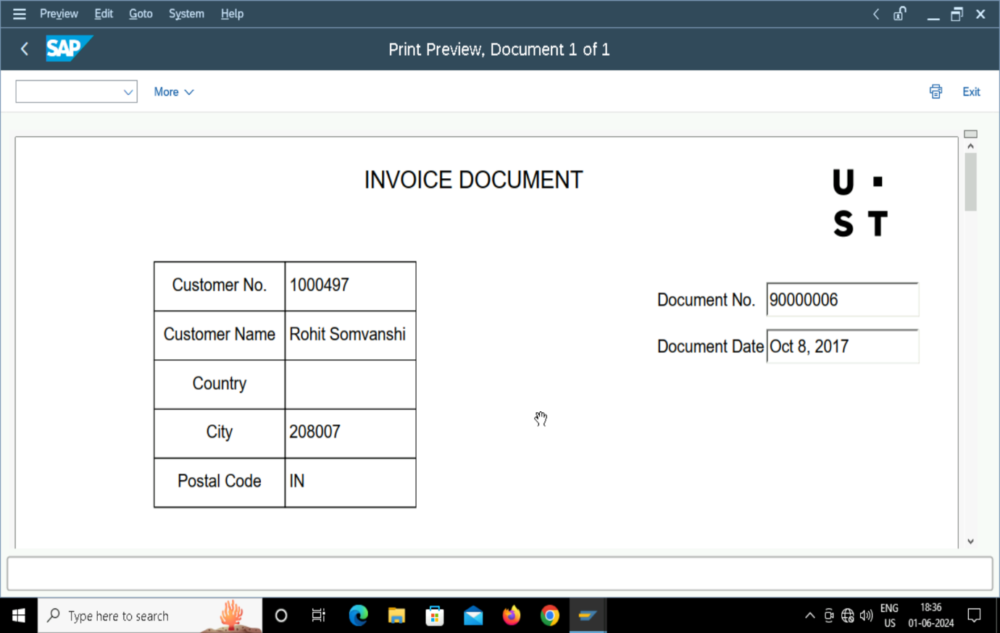 Preview Edit Goto System Help
SAP Print Preview, Document 1 of 1
More Exit
INVOICE DOCUMENT
U ▪
S T
Customer No. 1000497
Customer Name Rohit Somvanshi
Country
City 208007
Postal Code IN
Document No. 90000006
Document Date Oct 8, 2017
Type here to search
ENG
US
18:36
01-06-2024